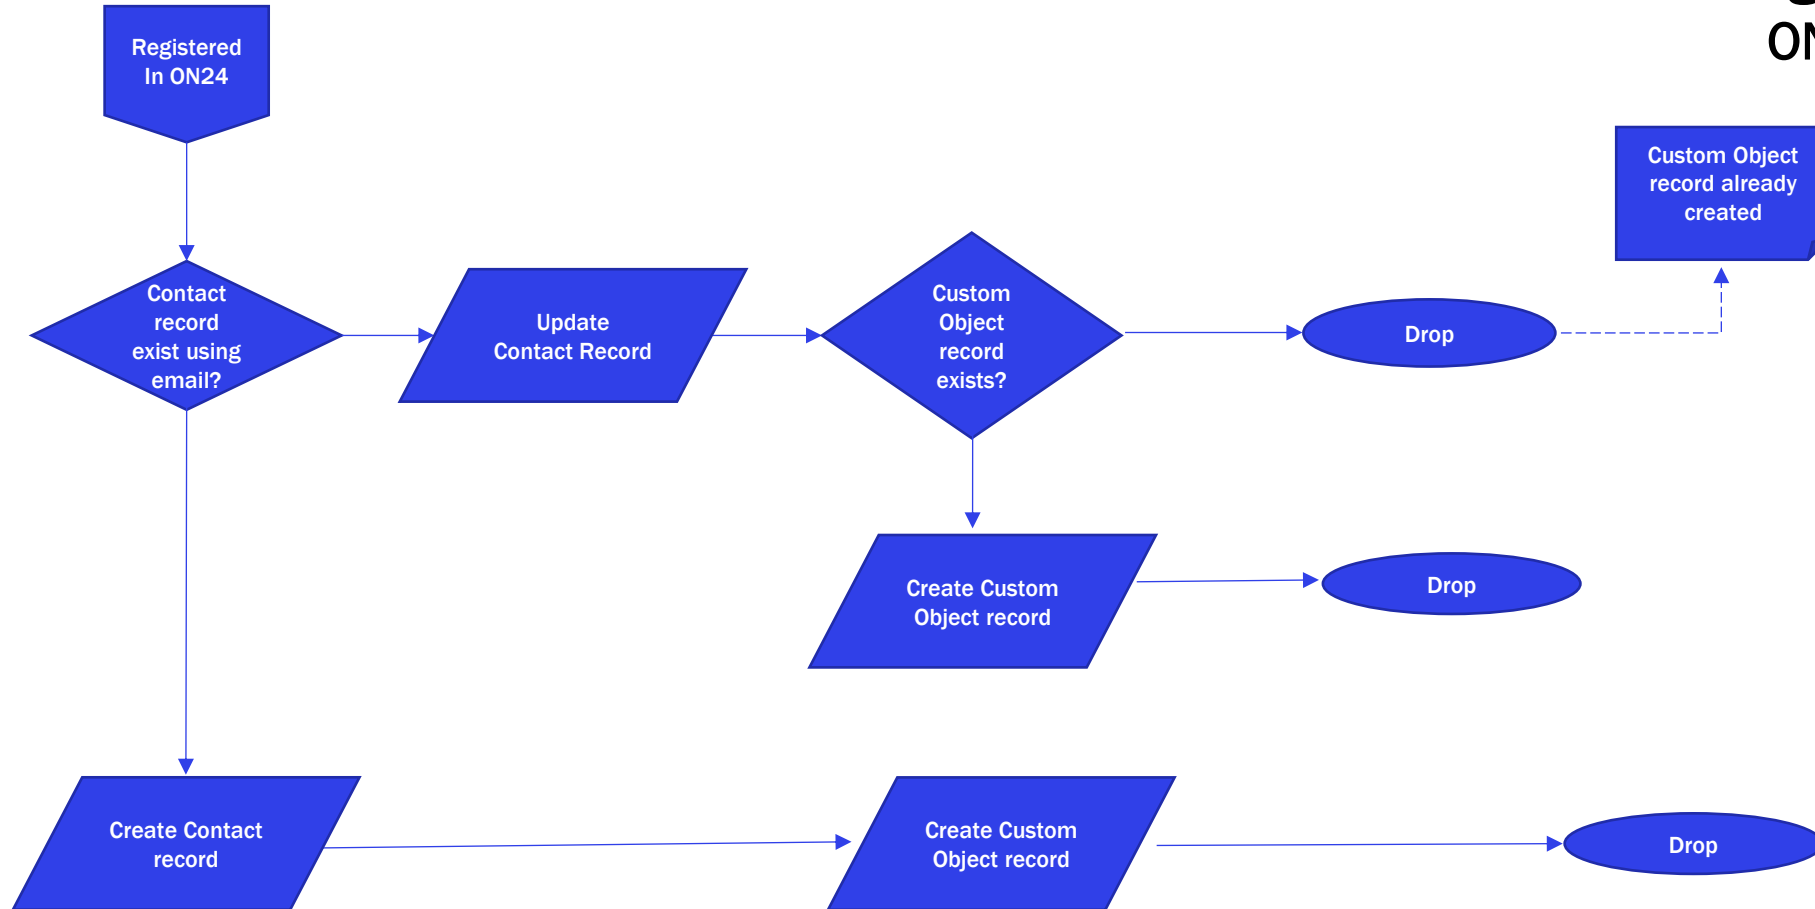 Registered
In ON24
Custom Object
record already
created
Contact
record
exist using
email?
Update
Contact Record
Custom
Object
record
exists?
Drop
Create Custom
Object record
Drop
Create Contact
record
Create Custom
Object record
Drop